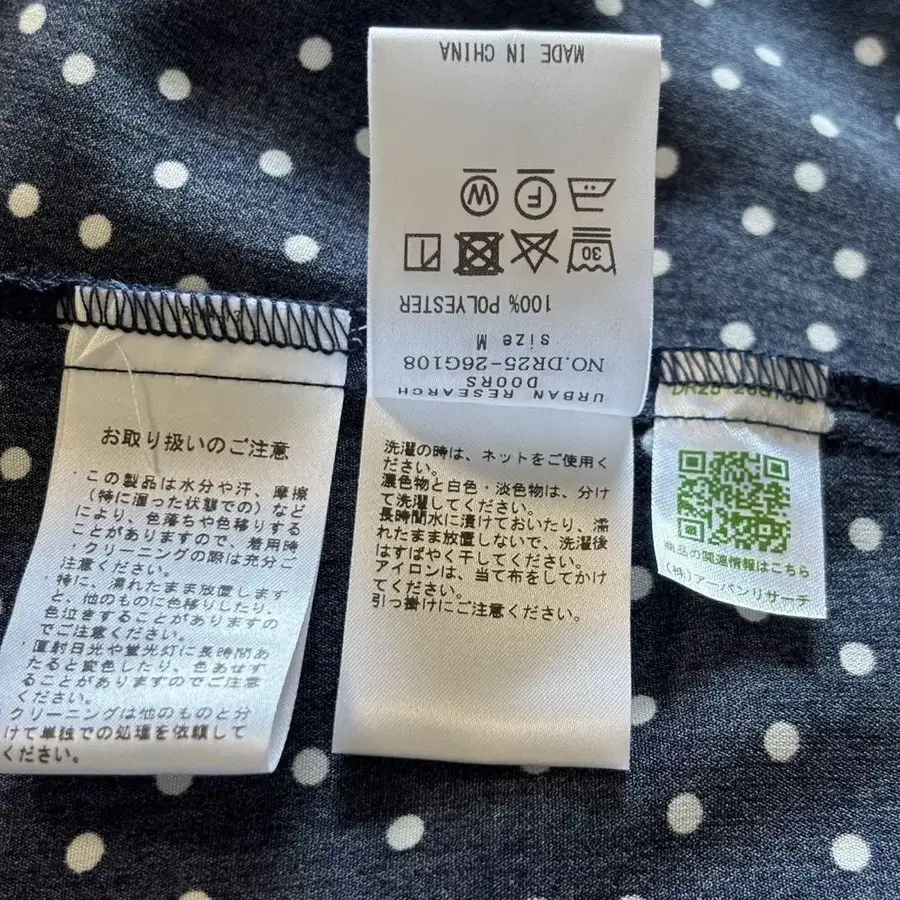 お取り扱いのご注意
・この製品は水分や汗、摩擦
(特に湿った状態での)など
により、色落ちや色移りする
ことがありますので、着用時
・クリーニングの際は充分ご
注意ください。
・特に、濡れたまま放置します
と、他のものに色移りしたり、
色泣きすることがありますの
でご注意ください。
・直射日光や蛍光灯に長時間あ
たると変色したり、色あせす
ることがありますのでご注意
ください。
クリーニングは他のものと分
けて単独での処理を依頼して
ください。
URBAN RESEARCH
DOORS
NO.DR25-26G108
size M
100% POLYESTER
30
F
W
MADE IN CHINA
洗濯の時は、ネットをご使用く
ださい。
濃色物と白色・淡色物は、分け
て洗濯してください。
長時間水に漬けておいたり、濡
れたまま放置しないで、洗濯後
はすばやく干してください。
アイロンは、当て布をしてかけ
てください。
引っ掛けにご注意ください。
DR25-26G108
商品の関連情報はこちら
(株)アーバンリサーチ